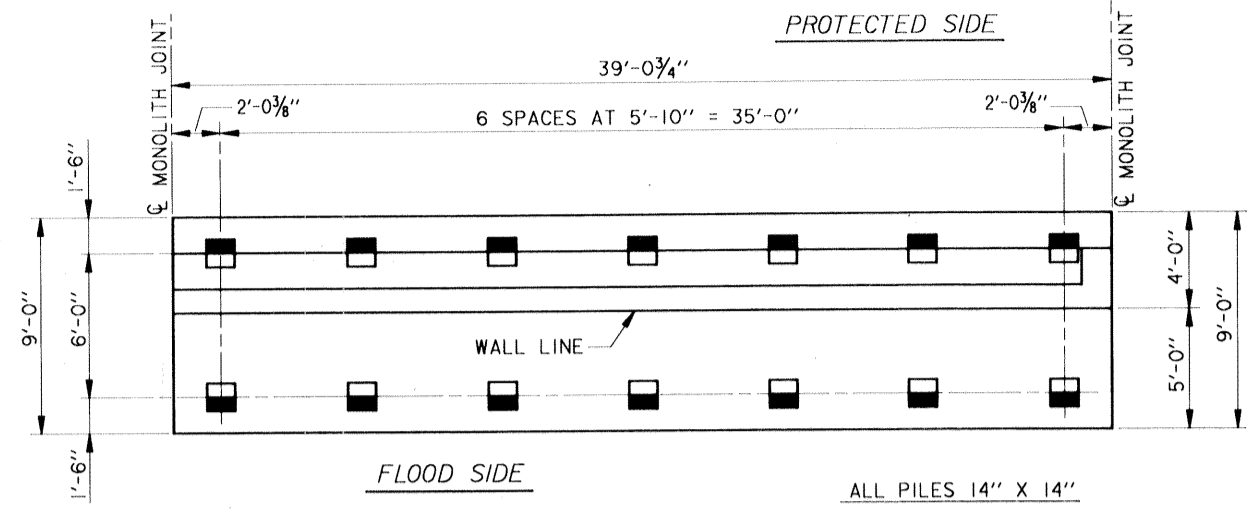 PROTECTED SIDE
℄ MONOLITH JOINT
℄ MONOLITH JOINT
39'-0¾"
2'-0⅜"
2'-0⅜"
6 SPACES AT 5'-10" = 35'-0"
1'-6"
9'-0"
6'-0"
4'-0"
9'-0"
WALL LINE
5'-0"
1'-6"
FLOOD SIDE
ALL PILES 14" X 14"